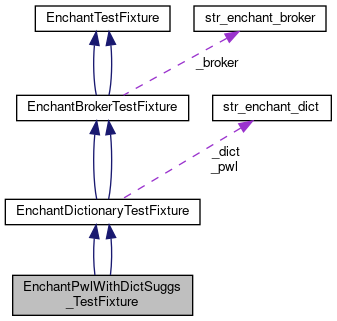 EnchantTestFixture
str_enchant_broker
_broker
EnchantBrokerTestFixture
str_enchant_dict
_dict
_pwl
EnchantDictionaryTestFixture
EnchantPwlWithDictSuggs
_TestFixture